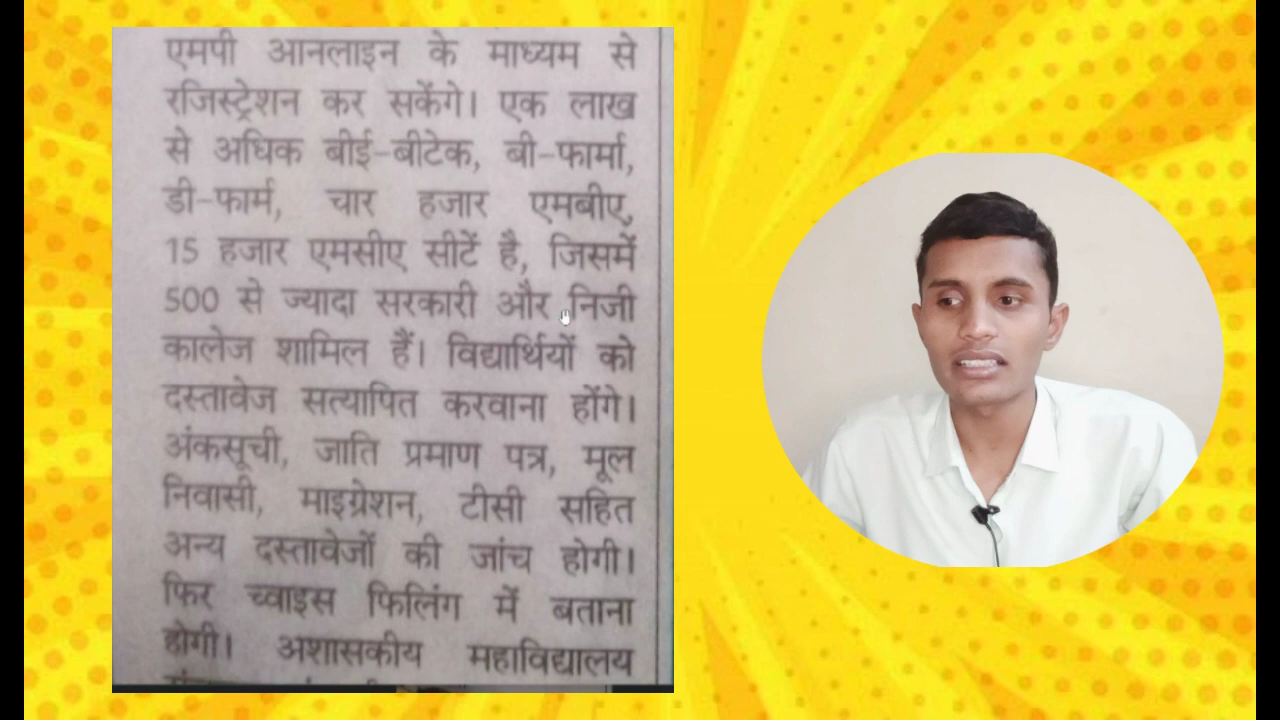 एमपी आनलाइन के माध्यम से
रजिस्ट्रेशन कर सकेंगे। एक लाख
से अधिक बीई-बीटेक, बी-फार्मा,
डी-फार्म, चार हजार एमबीए,
15 हजार एमसीए सीटें है, जिसमें
500 से ज्यादा सरकारी और निजी
कालेज शामिल हैं। विद्यार्थियों को
दस्तावेज सत्यापित करवाना होंगे।
अंकसूची, जाति प्रमाण पत्र, मूल
निवासी, माइग्रेशन, टीसी सहित
अन्य दस्तावेजों की जांच होगी।
फिर च्वाइस फिलिंग में बताना
होगी। अशासकीय महाविद्यालय